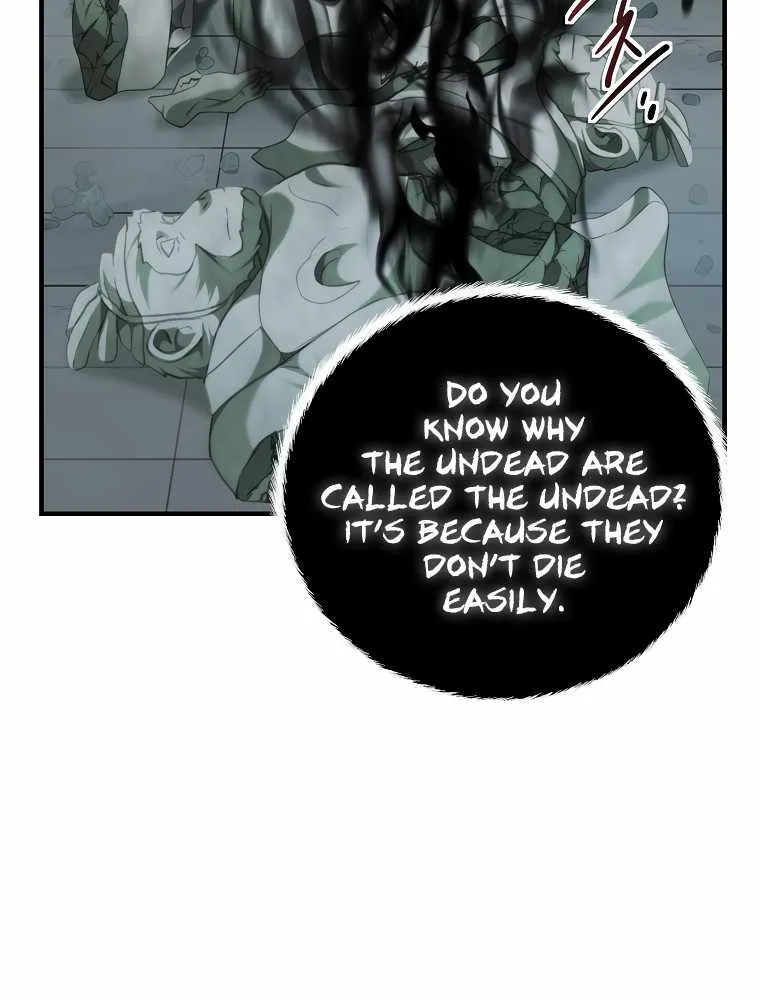 DO YOU
KNOW WHY
THE UNDEAD ARE
CALLED THE UNDEAD?
IT'S BECAUSE THEY
DON'T DIE
EASILY.